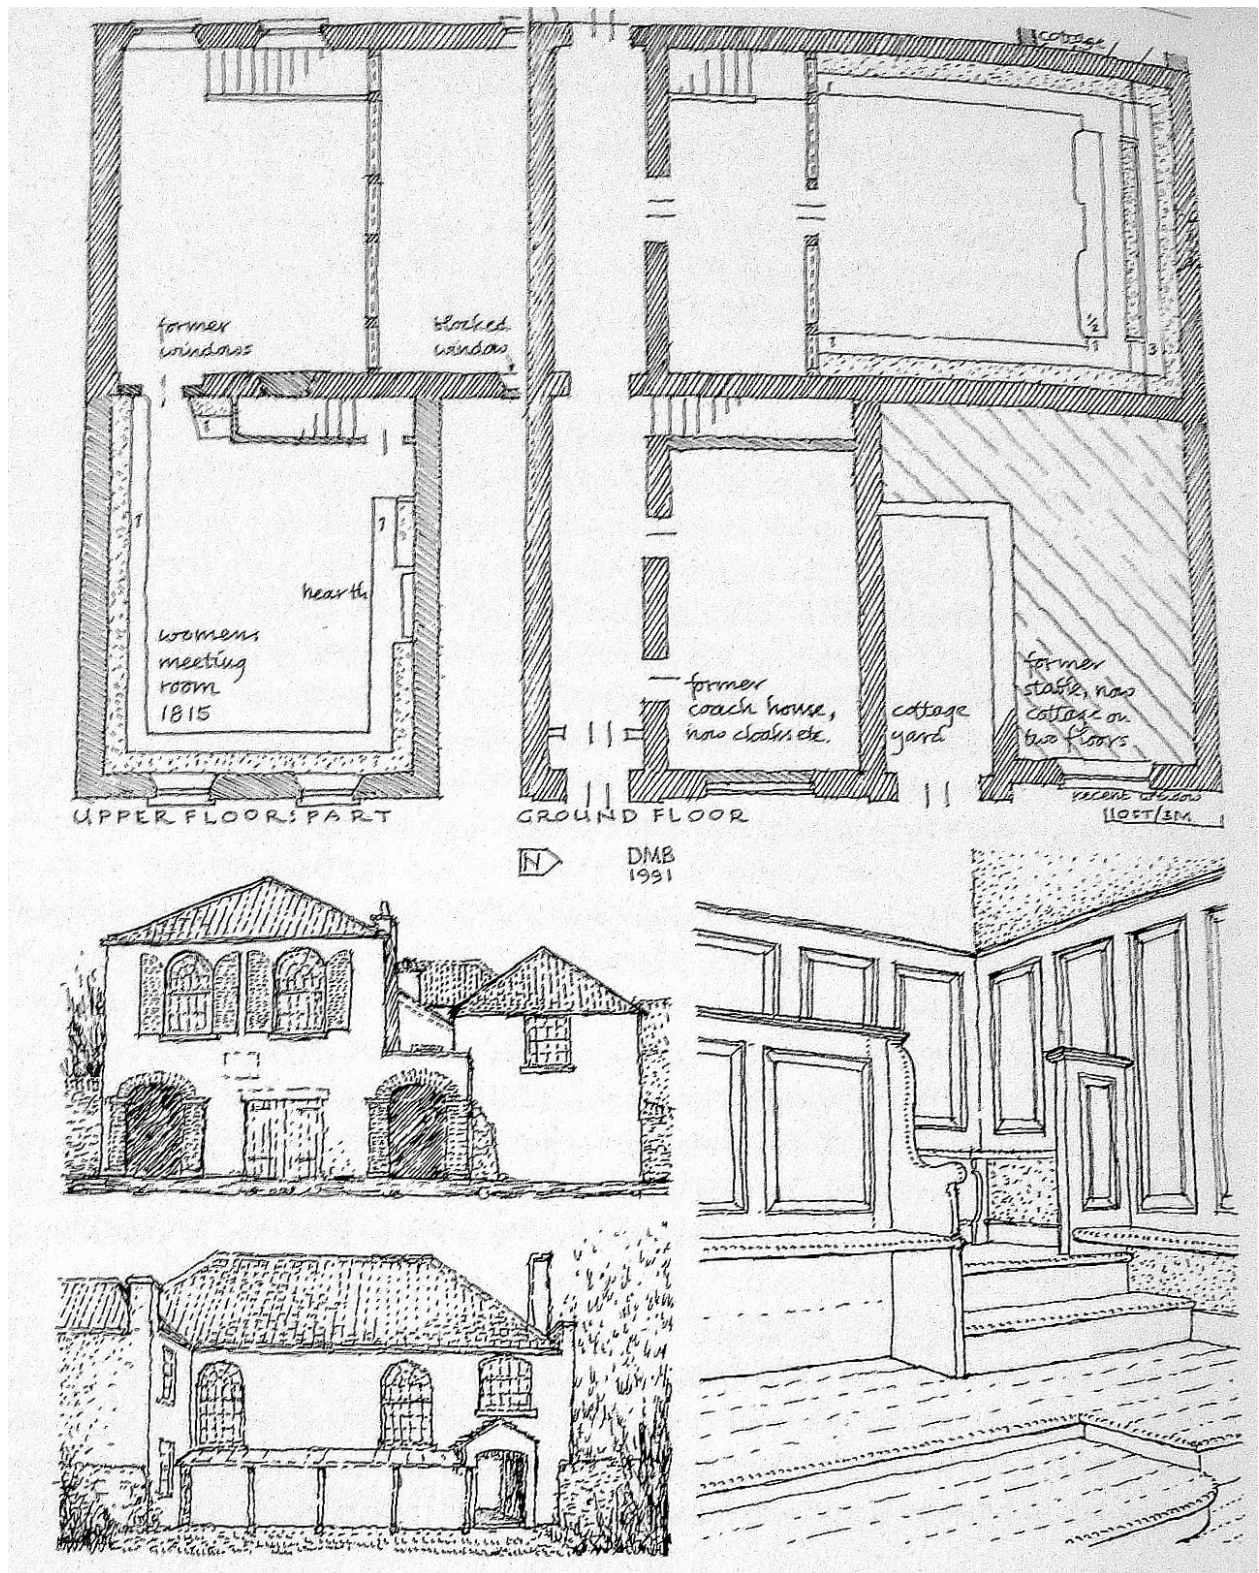 cottage
former
windows
blocked
window
1
1/2
1
1
3
1
1
1
hearth
womens
meeting
room
1815
former
coach house,
now cloaks etc.
cottage
yard
former
stable, now
cottage on
two floors
recent window
10FT/3M
UPPER FLOOR: PART
GROUND FLOOR
N
DMB
1991